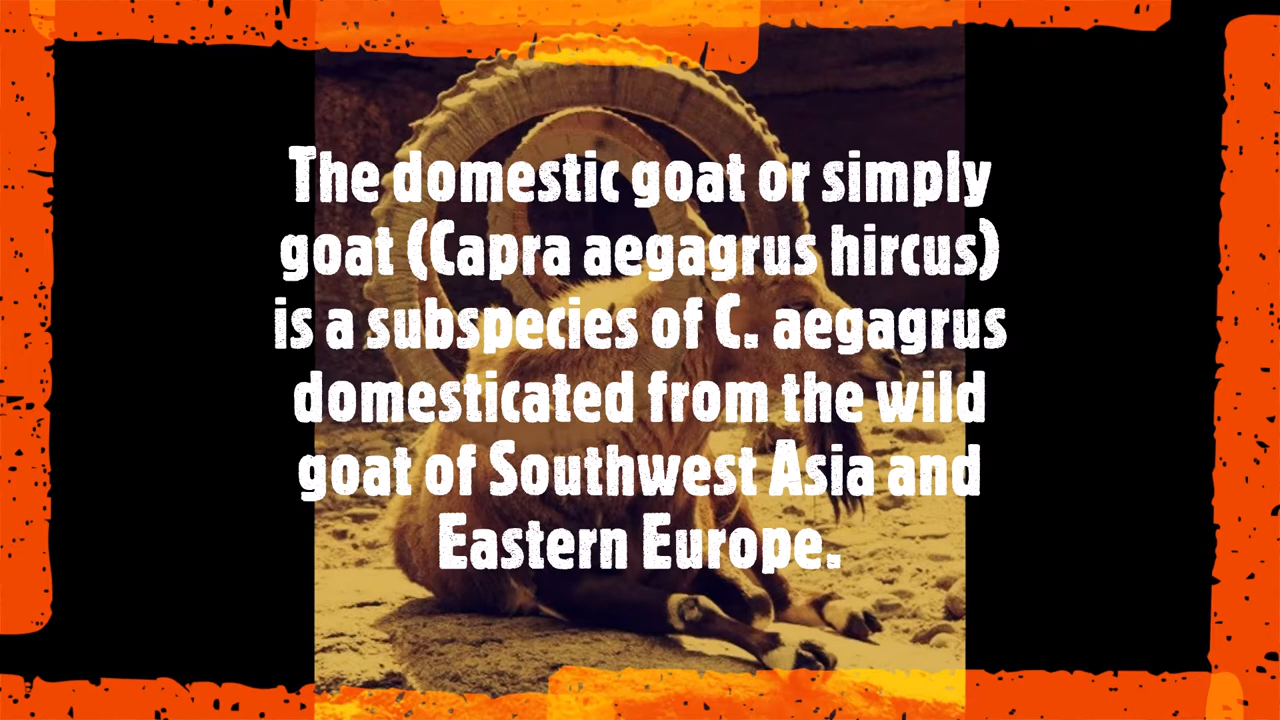 The domestic goat or simply
goat (Capra aegagrus hircus)
is a subspecies of C. aegagrus
domesticated from the wild
goat of Southwest Asia and
Eastern Europe.